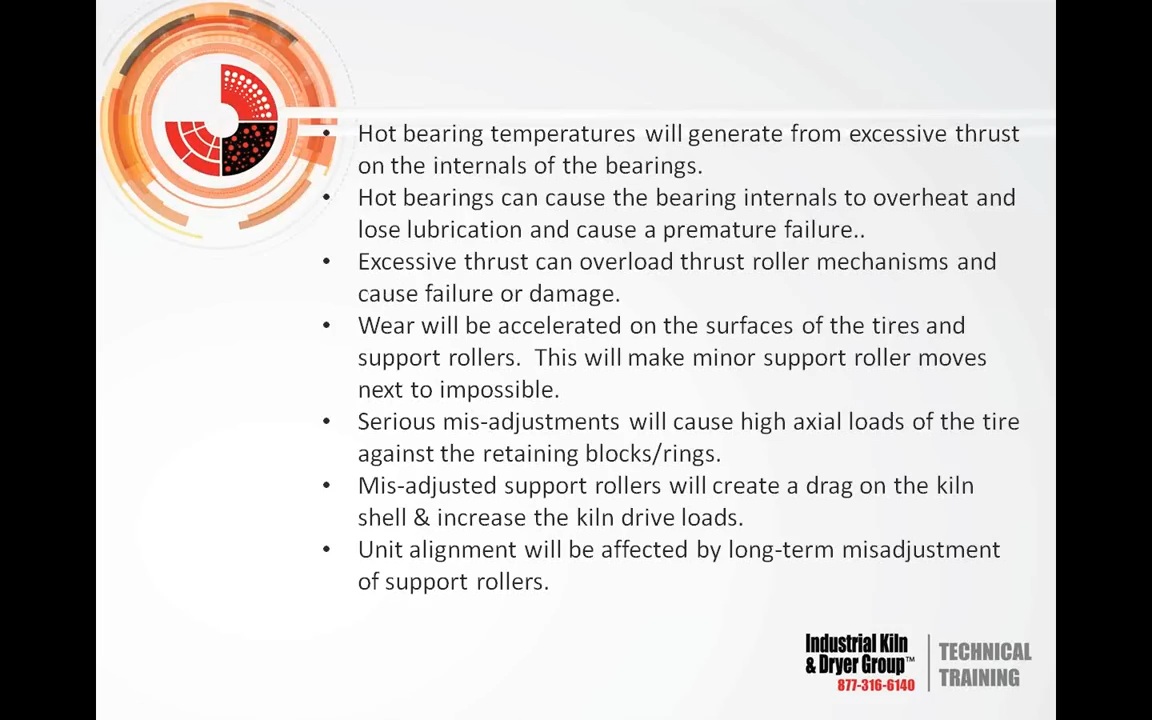 • Hot bearing temperatures will generate from excessive thrust
on the internals of the bearings.
• Hot bearings can cause the bearing internals to overheat and
lose lubrication and cause a premature failure..
• Excessive thrust can overload thrust roller mechanisms and
cause failure or damage.
• Wear will be accelerated on the surfaces of the tires and
support rollers.  This will make minor support roller moves
next to impossible.
• Serious mis-adjustments will cause high axial loads of the tire
against the retaining blocks/rings.
• Mis-adjusted support rollers will create a drag on the kiln
shell & increase the kiln drive loads.
• Unit alignment will be affected by long-term misadjustment
of support rollers.
Industrial Kiln
& Dryer Group™
877-316-6140
TECHNICAL
TRAINING